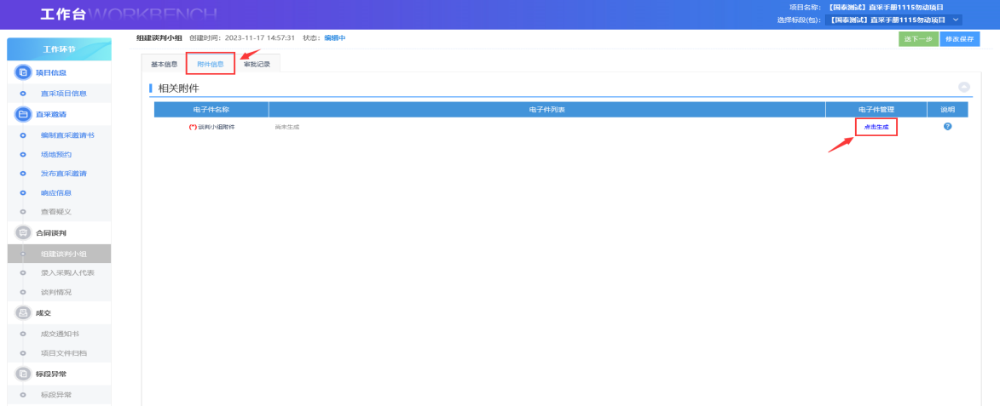 工作台WORKBENCH
项目名称： 【国泰测试】直采手册1115勿动项目
选择标段(包)： 【国泰测试】直采手册1115勿动项目
组建谈判小组 创建时间：2023-11-17 14:57:31 状态：编辑中
送下一步 修改保存
工作环节
项目信息
直采项目信息
直采邀请
编制直采邀请书
场地预约
发布直采邀请
响应信息
查看疑义
合同谈判
组建谈判小组
录入采购人代表
谈判情况
成交
成交通知书
项目文件归档
标段异常
标段异常
基本信息 附件信息 审批记录
相关附件
电子件名称 电子件列表 电子件管理 说明
(*)谈判小组附件 尚未生成 点击生成 ?